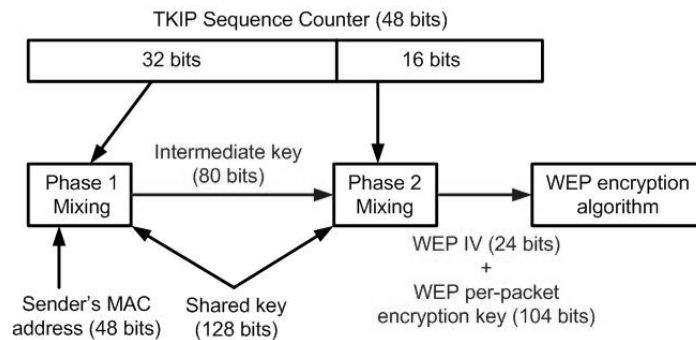 TKIP Sequence Counter (48 bits)
32 bits
16 bits
Intermediate key
(80 bits)
Phase 1
Mixing
Phase 2
Mixing
WEP encryption
algorithm
WEP IV (24 bits)
+
WEP per-packet
encryption key (104 bits)
Sender's MAC
address (48 bits)
Shared key
(128 bits)